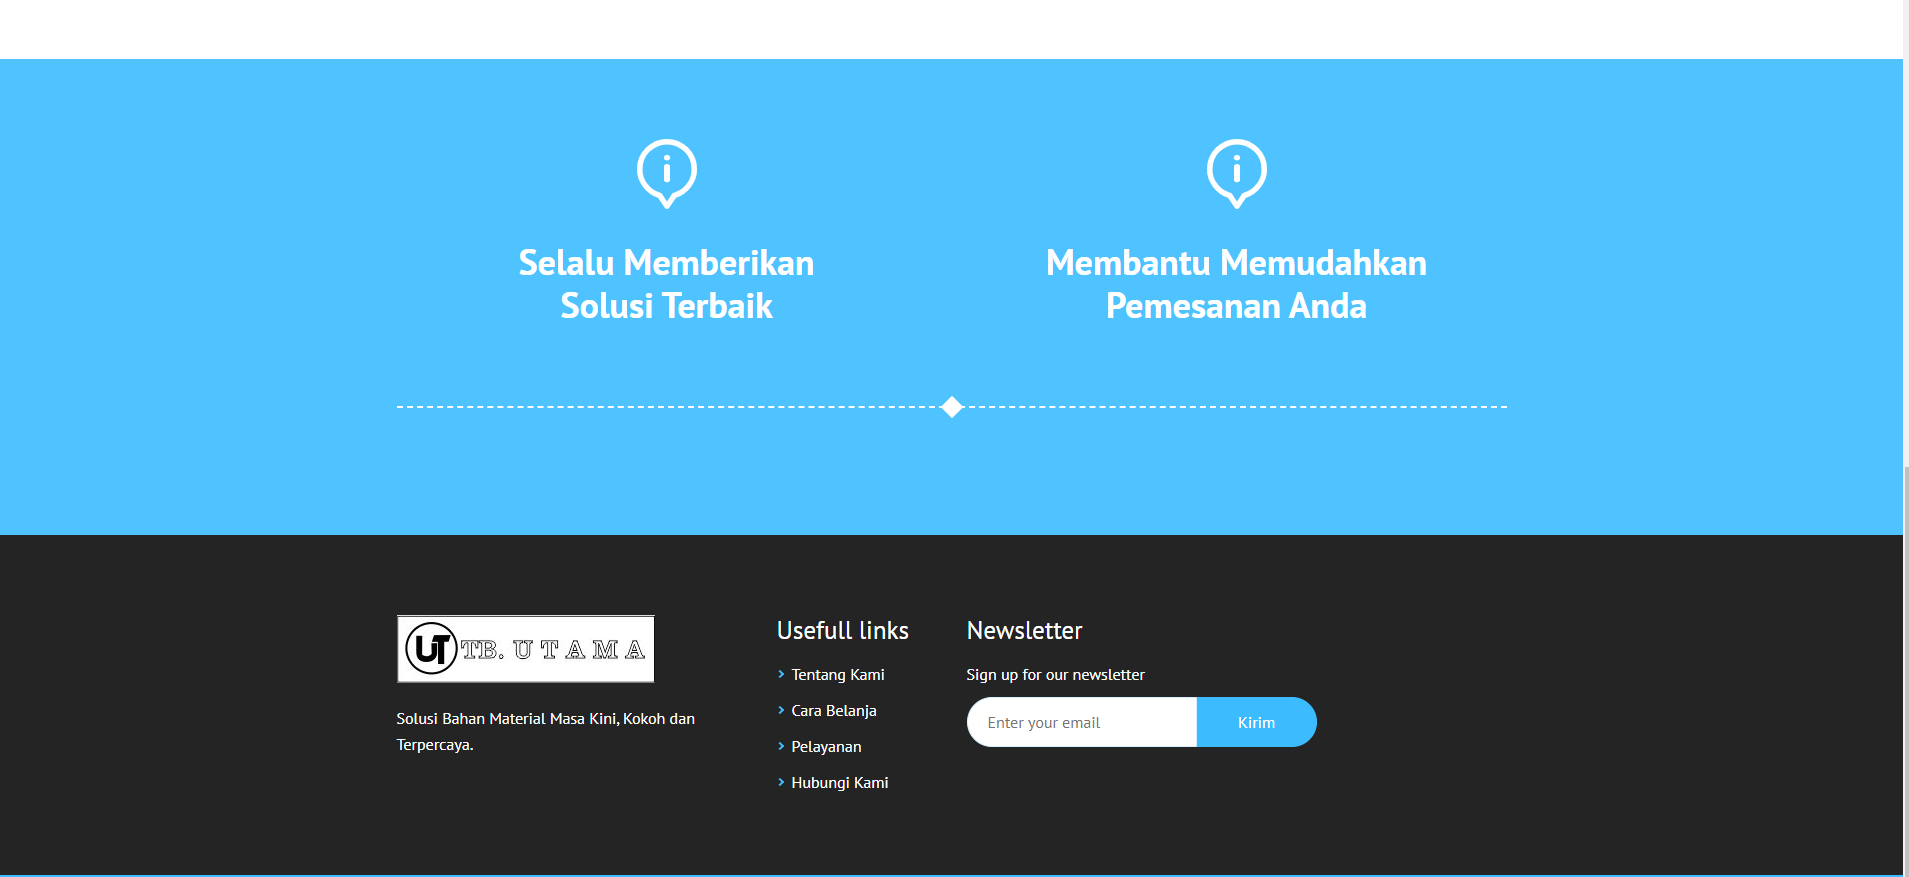 Selalu Memberikan
Solusi Terbaik
Membantu Memudahkan
Pemesanan Anda
UT TB. U T A M A
Solusi Bahan Material Masa Kini, Kokoh dan
Terpercaya.
Usefull links
Tentang Kami
Cara Belanja
Pelayanan
Hubungi Kami
Newsletter
Sign up for our newsletter
Enter your email
Kirim